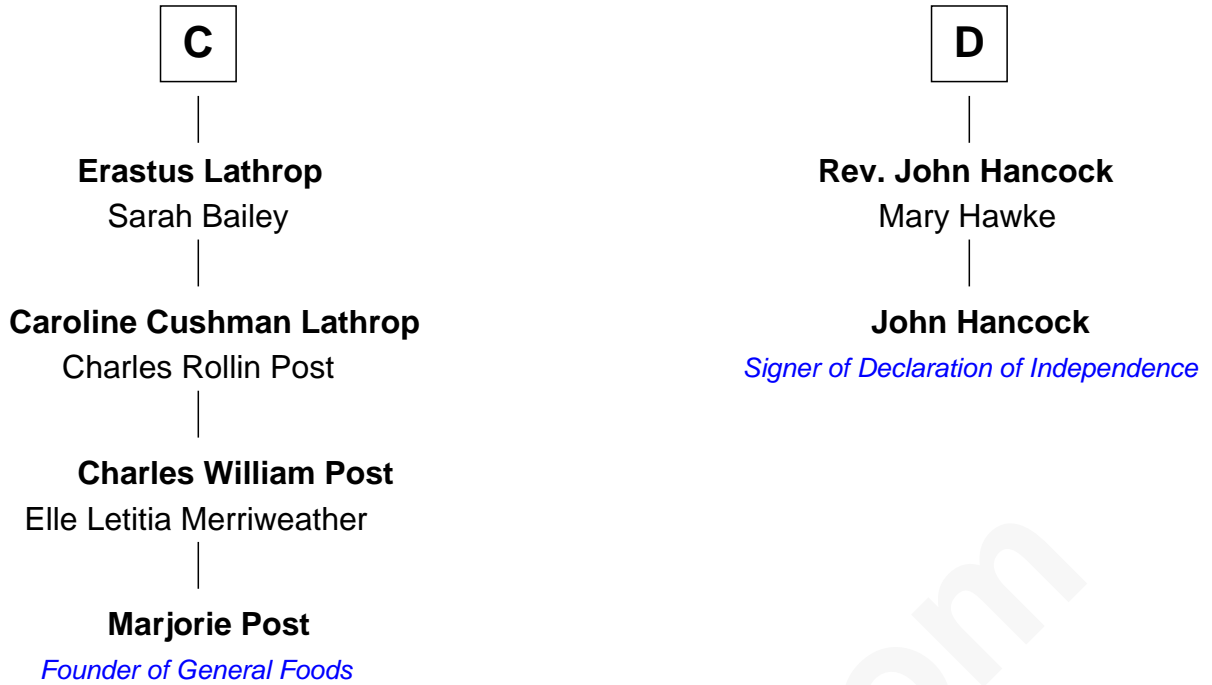 C
Erastus Lathrop
Sarah Bailey
Caroline Cushman Lathrop
Charles Rollin Post
Charles William Post
Elle Letitia Merriweather
Marjorie Post
Founder of General Foods
D
Rev. John Hancock
Mary Hawke
John Hancock
Signer of Declaration of Independence
om